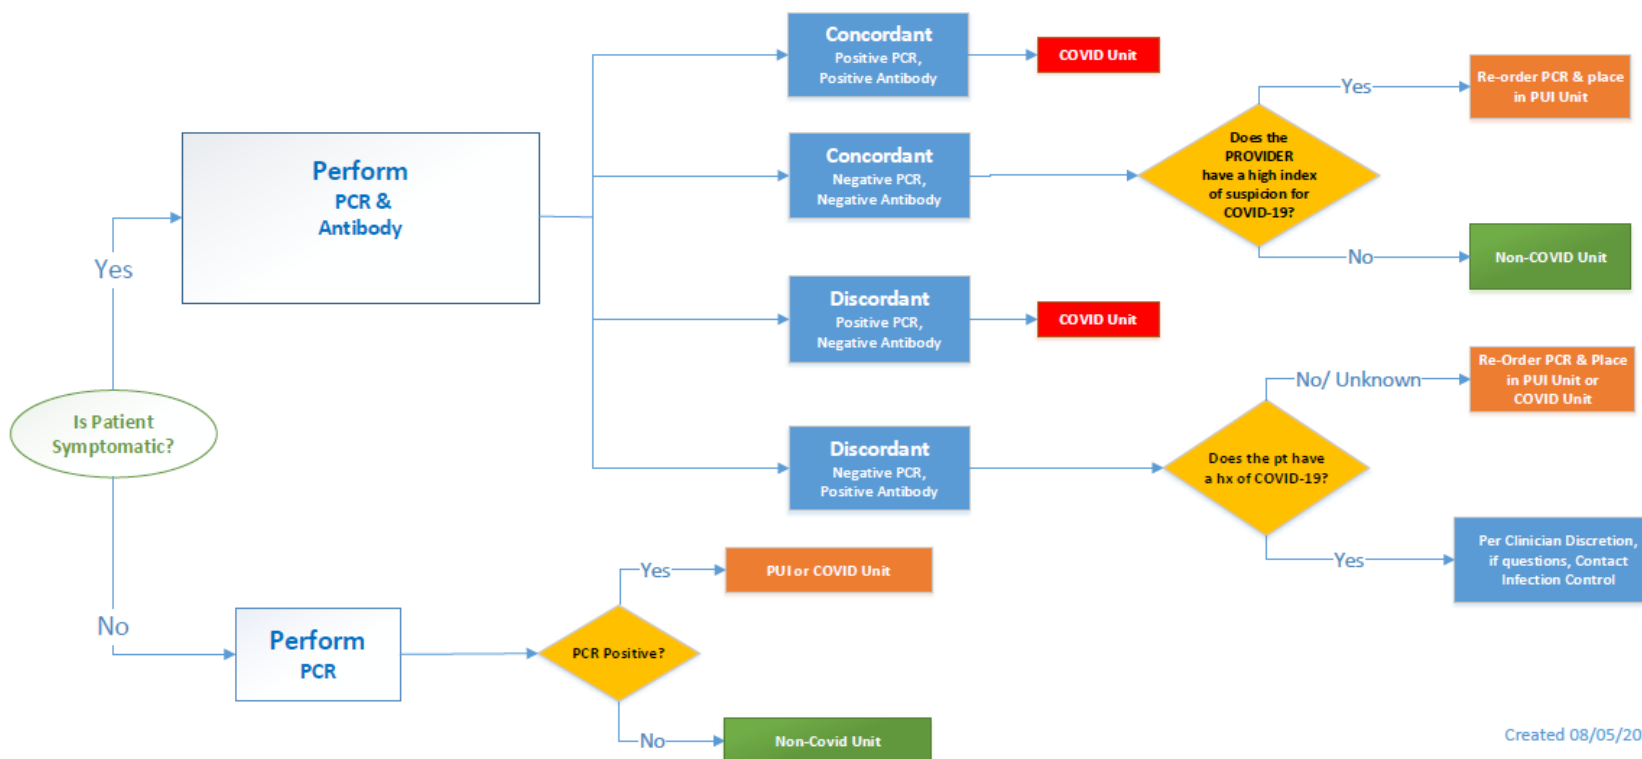 Is Patient
Symptomatic?
Yes
Perform
PCR &
Antibody
Concordant
Positive PCR,
Positive Antibody
COVID Unit
Concordant
Negative PCR,
Negative Antibody
Does the
PROVIDER
have a high index
of suspicion for
COVID-19?
Yes
Re-order PCR & place
in PUI Unit
No
Non-COVID Unit
Discordant
Positive PCR,
Negative Antibody
COVID Unit
Discordant
Negative PCR,
Positive Antibody
Does the pt have
a hx of COVID-19?
No/ Unknown
Re-Order PCR & Place
in PUI Unit or
COVID Unit
Yes
Per Clinician Discretion,
if questions, Contact
Infection Control
No
Perform
PCR
PCR Positive?
Yes
PUI or COVID Unit
No
Non-Covid Unit
Created 08/05/20